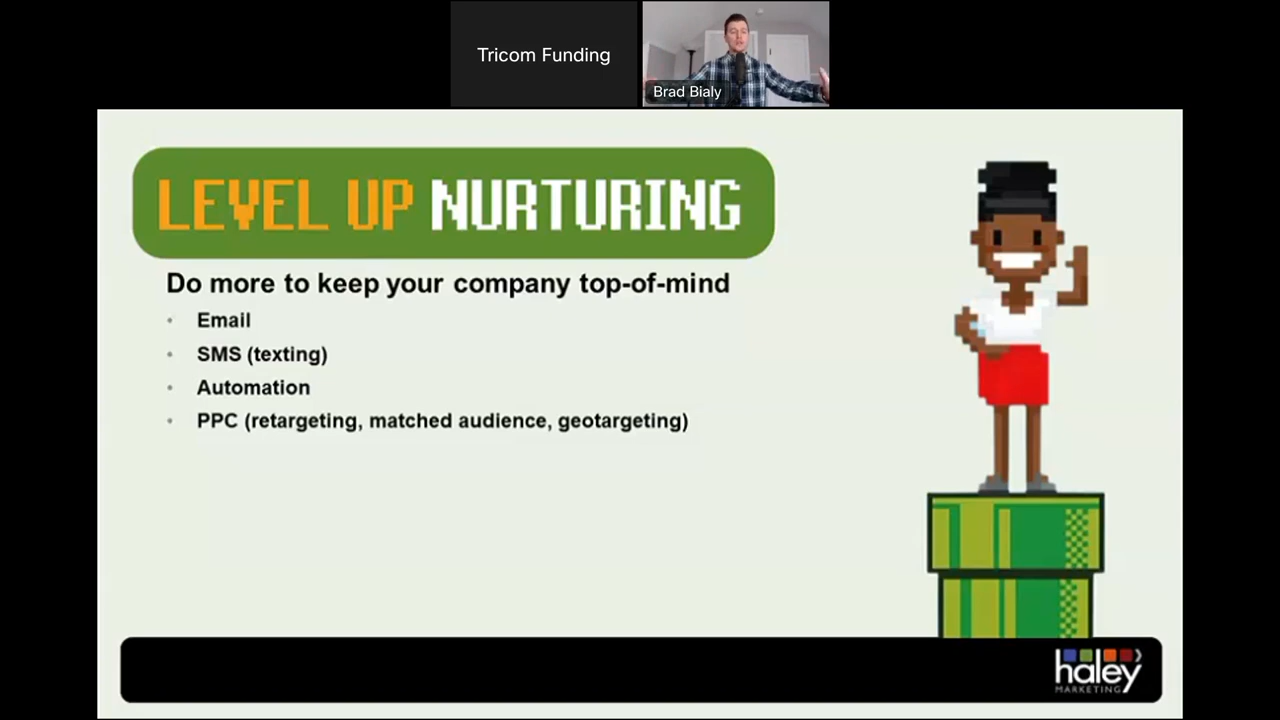 Tricom Funding
Brad Bialy
LEVEL UP NURTURING
Do more to keep your company top-of-mind
• Email
• SMS (texting)
• Automation
• PPC (retargeting, matched audience, geotargeting)
haley
MARKETING